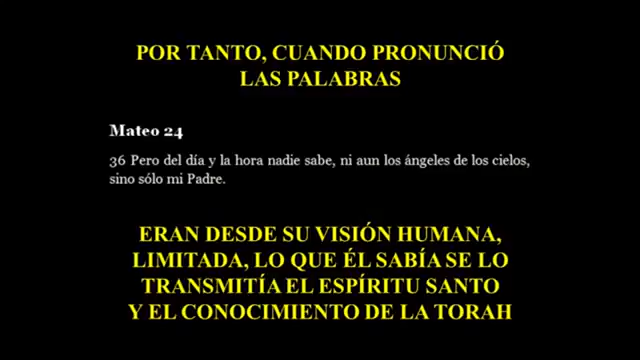 POR TANTO, CUANDO PRONUNCIÓ
LAS PALABRAS
Mateo 24
36 Pero del día y la hora nadie sabe, ni aun los ángeles de los cielos,
sino sólo mi Padre.
ERAN DESDE SU VISIÓN HUMANA,
LIMITADA, LO QUE ÉL SABÍA SE LO
TRANSMITÍA EL ESPÍRITU SANTO
Y EL CONOCIMIENTO DE LA TORAH